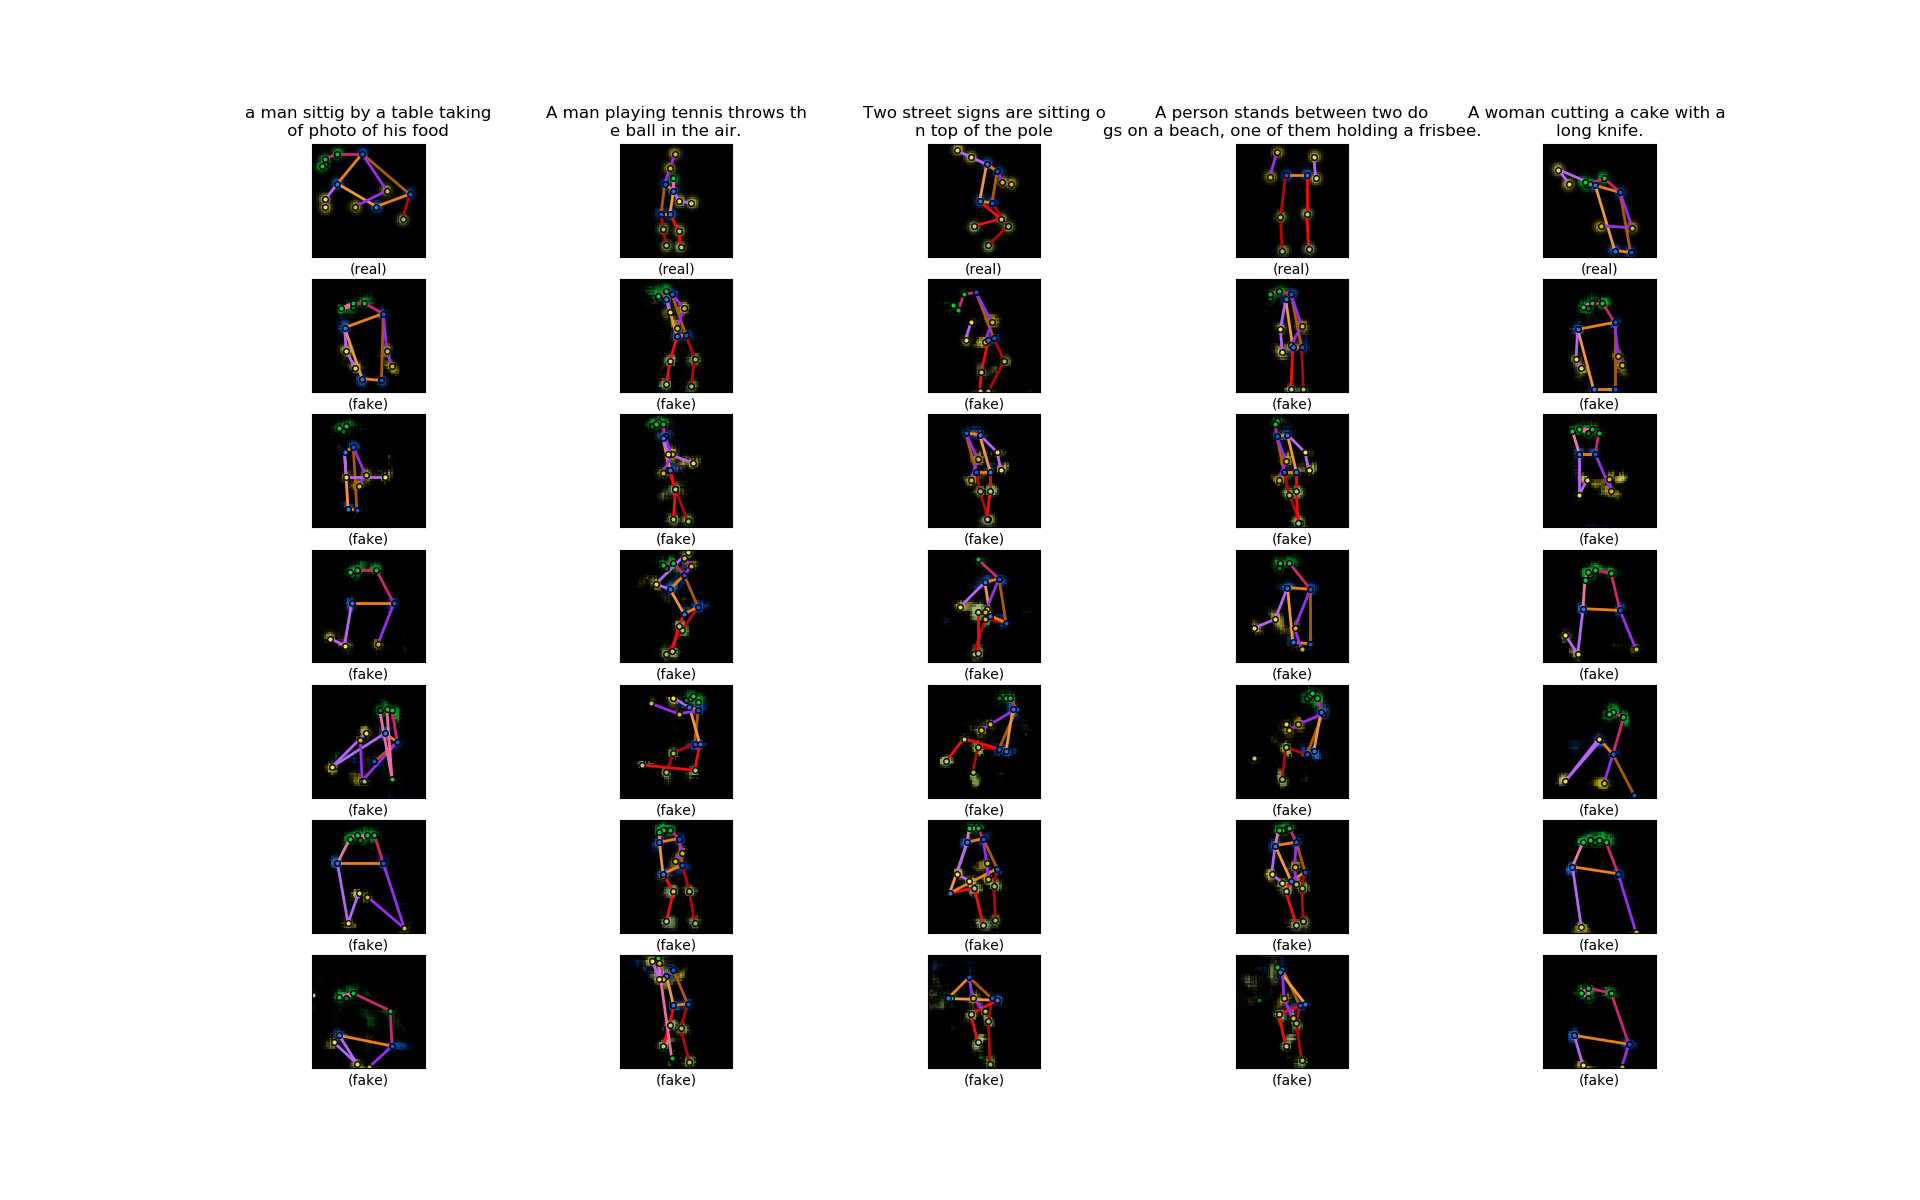 a man sittig by a table taking
of photo of his food
A man playing tennis throws th
e ball in the air.
Two street signs are sitting o
n top of the pole
A person stands between two do
gs on a beach, one of them holding a frisbee.
A woman cutting a cake with a
long knife.
(real) (real) (real) (real) (real)
(fake) (fake) (fake) (fake) (fake)
(fake) (fake) (fake) (fake) (fake)
(fake) (fake) (fake) (fake) (fake)
(fake) (fake) (fake) (fake) (fake)
(fake) (fake) (fake) (fake) (fake)
(fake) (fake) (fake) (fake) (fake)